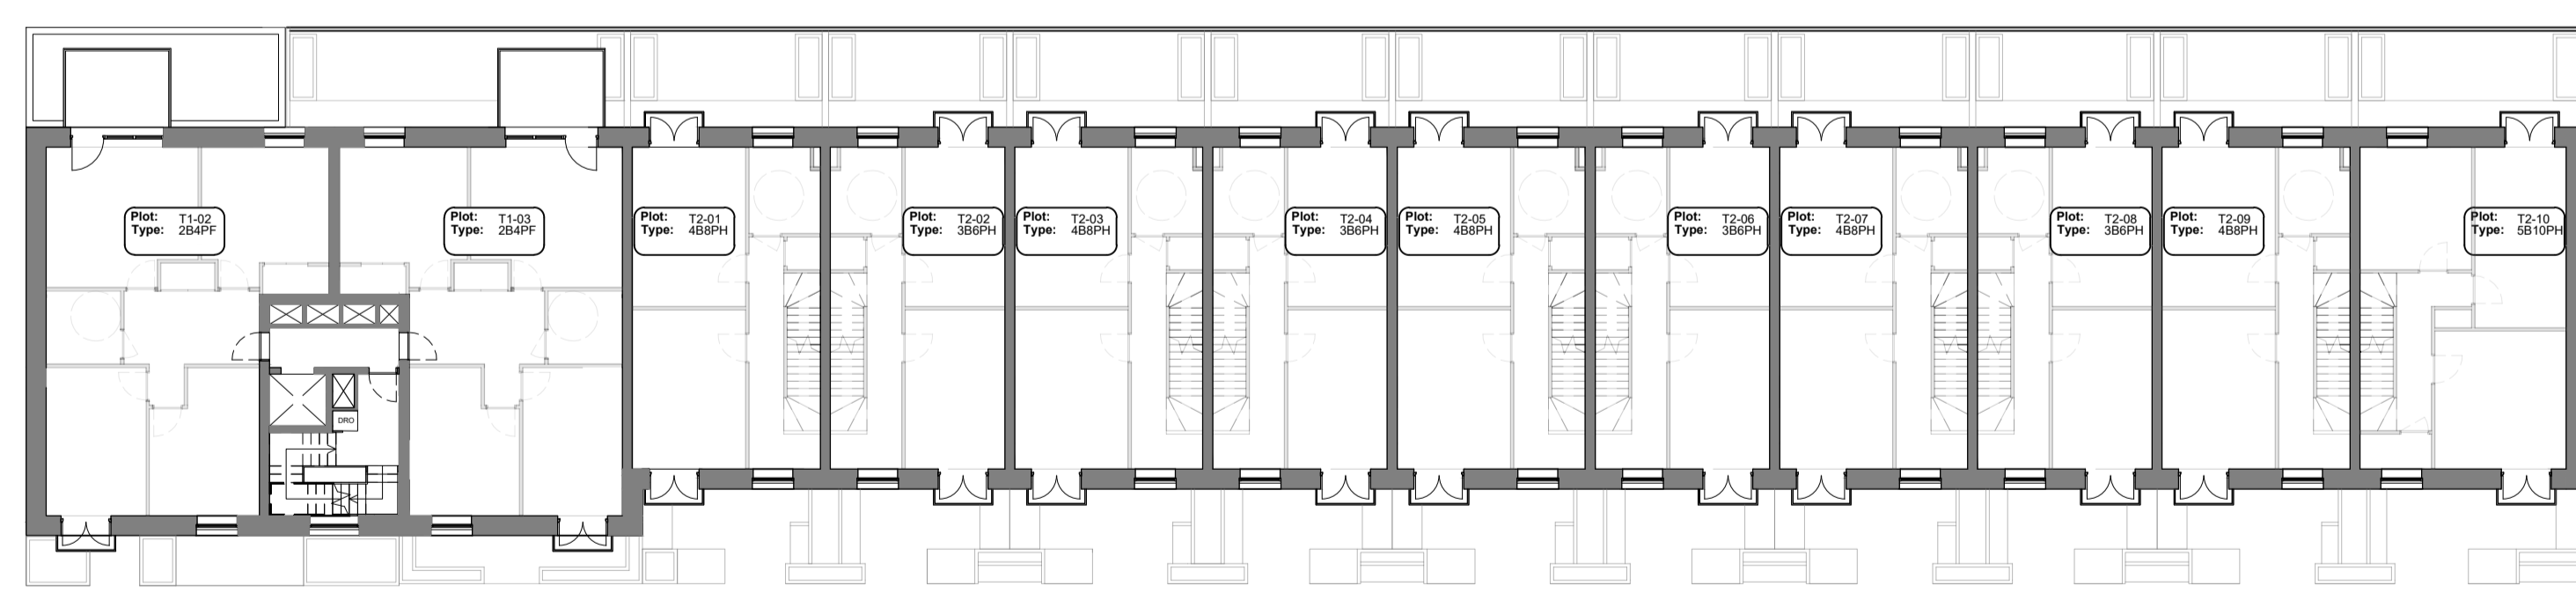 Plot: T1-02
Type: 2B4PF
Plot: T1-03
Type: 2B4PF
Plot: T2-01
Type: 4B8PH
Plot: T2-02
Type: 3B6PH
Plot: T2-03
Type: 4B8PH
Plot: T2-04
Type: 3B6PH
Plot: T2-05
Type: 4B8PH
Plot: T2-06
Type: 3B6PH
Plot: T2-07
Type: 4B8PH
Plot: T2-08
Type: 3B6PH
Plot: T2-09
Type: 4B8PH
Plot: T2-10
Type: 5B10PH
DRO